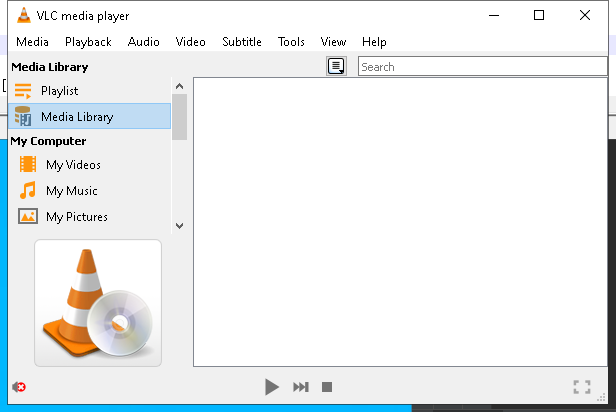 VLC media player
Media Playback Audio Video Subtitle Tools View Help
Media Library
Search
Playlist
Media Library
My Computer
My Videos
My Music
My Pictures